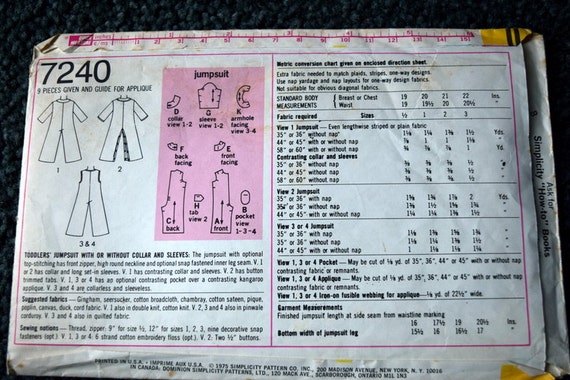 7240
9 PIECES GIVEN AND GUIDE FOR APPLIQUE
1
2
3 & 4
jumpsuit
D
collar
view 1-2
G
sleeve
view 1-2
E
armhole
facing
view 3-4
F
back
facing
E
front
facing
C
back
H
tab
view 2
A
front
B
pocket
view
1-3-4
TODDLERS' JUMPSUIT WITH OR WITHOUT COLLAR AND SLEEVES: The jumpsuit with optional
top-stitching has front zipper, high round neckline and optional snap fastened inner leg seam. V. 1
or 2 has collar and long set-in sleeves. V. 1 has contrasting collar and sleeves. V. 2 has button
trimmed tabs. V. 1, 3 or 4 has an optional contrasting pocket over a contrasting kangaroo
applique. V. 3 and 4 are collarless and sleeveless.
Suggested fabrics — Gingham, seersucker, cotton broadcloth, chambray, cotton sateen, pique,
poplin, canvas, duck, cord fabric. V. 1 also in double knit, cotton knit. V. 2, 3 and 4 also in pinwale
corduroy. V. 3 and 4 also in quilted fabric.
Sewing notions — Thread, zipper: 9" for size ½, 12" for sizes 1, 2, 3, nine decorative snap
fasteners (opt.). V. 1, 3 or 4: 6 strand cotton embroidery floss (opt.). V. 2: Two ½" buttons.
Metric conversion chart given on enclosed direction sheet.
Extra fabric needed to match plaids, stripes, one-way designs.
Use nap yardage and nap layouts for one-way design fabrics.
Not suitable for obvious diagonal fabrics.
STANDARD BODY MEASUREMENTS
Breast or Chest 19 20 21 22 Ins.
Waist 19 19½ 20 20½ "
Fabric required Sizes ½ 1 2 3
View 1 Jumpsuit — Even lengthwise striped or plain fabric
35" or 36" without nap
44" or 45" without nap
58" or 60" without nap
Contrasting collar and sleeves
35" or 36" without nap
44" or 45" without nap
58" or 60" without nap
View 2 Jumpsuit
35" or 36" without nap
35" or 36" with nap
44" or 45" with or without nap
View 3 or 4 Jumpsuit
35" or 36" without nap
35" or 36" with nap
44" or 45" with or without nap
View 1, 3 or 4 Pocket — May be cut of ⅛ yd. of 35", 36", 44" or 45" with or without nap
contrasting fabric or remnants.
View 1, 3 or 4 Applique — May be cut of ¼ yd. of 35", 36", 44" or 45" with or without nap
contrasting fabric or remnants.
View 1, 3 or 4 Iron-on fusible webbing for applique — ⅛ yd. of 22½" wide.
Garment Measurements
Finished jumpsuit length at side seam from waistline marking
16 17½ 19 20½ Ins.
Bottom width of jumpsuit leg 15½ 16 16½ 17 "
Ask for
Simplicity "How-to" Books
PRINTED IN U.S.A. • IMPRIME AUX U.S.A. © 1975 SIMPLICITY PATTERN CO. INC., 200 MADISON AVENUE, NEW YORK, N. Y. 10016
IN CANADA: DOMINION SIMPLICITY PATTERNS LTD., 120 MACK AVE., SCARBOROUGH, ONTARIO M1L 1N3